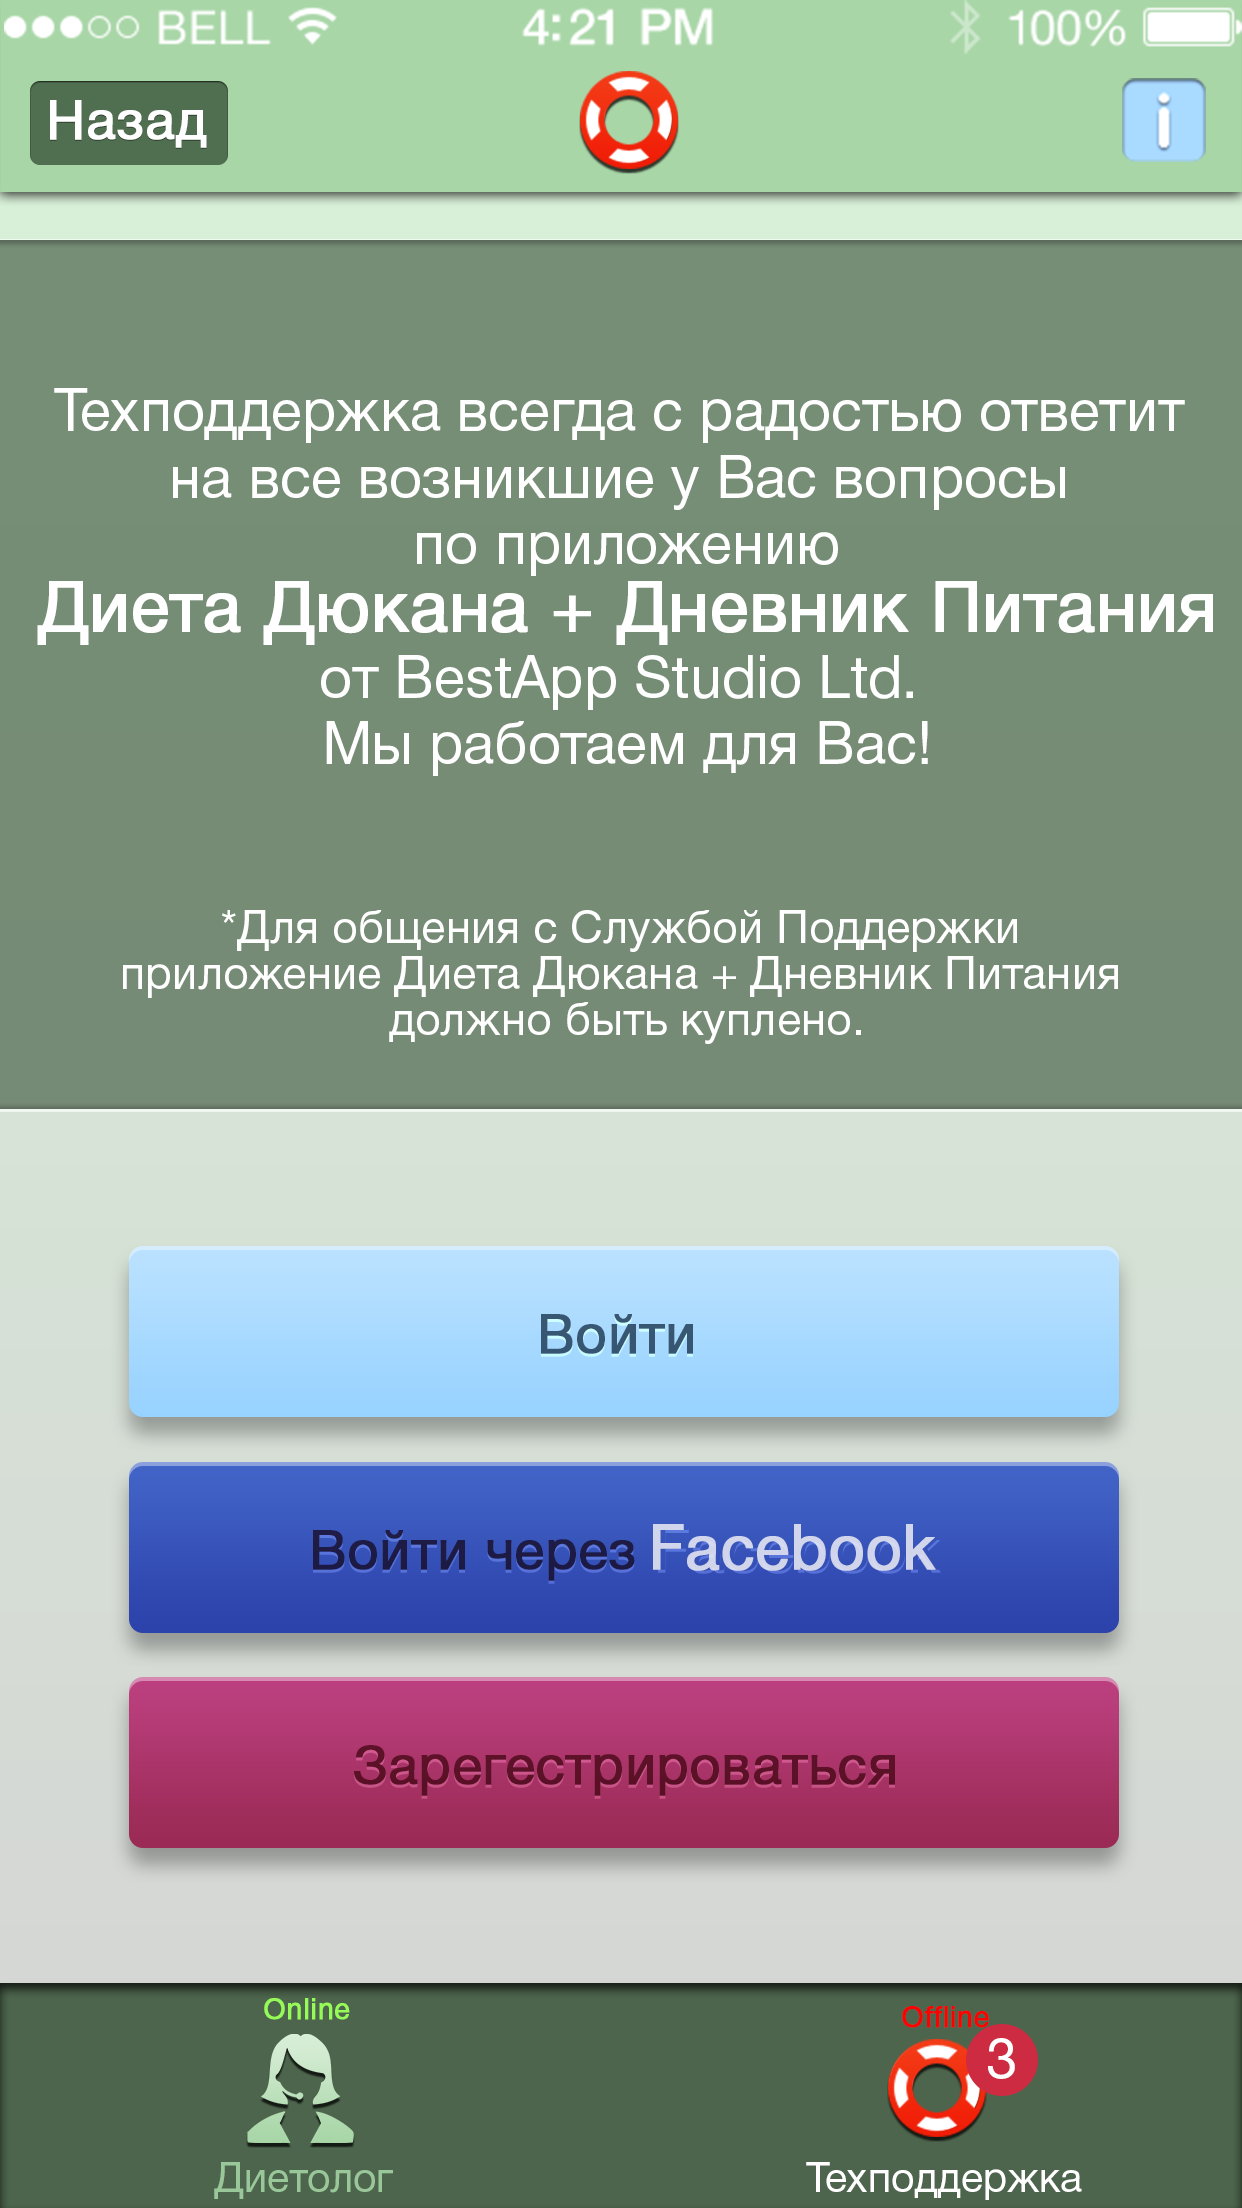 BELL 4:21 PM 100%
Назад i
Техподдержка всегда с радостью ответит
на все возникшие у Вас вопросы
по приложению
Диета Дюкана + Дневник Питания
от BestApp Studio Ltd.
Мы работаем для Вас!
*Для общения с Службой Поддержки
приложение Диета Дюкана + Дневник Питания
должно быть куплено.
Войти
Войти через Facebook
Зарегестрироваться
Online Offline
3
Диетолог Техподдержка